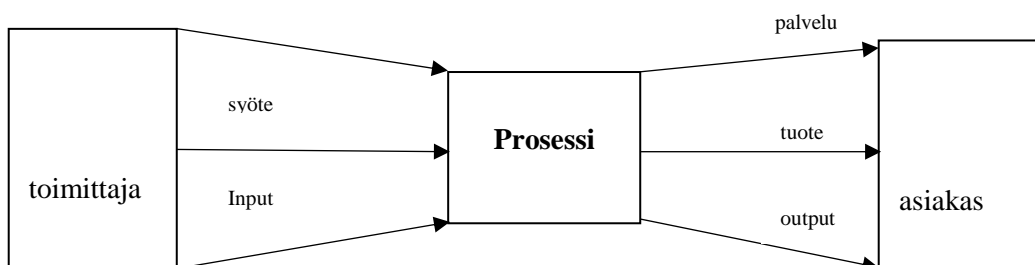 palvelu
syöte
Prosessi
tuote
toimittaja
Input
asiakas
output